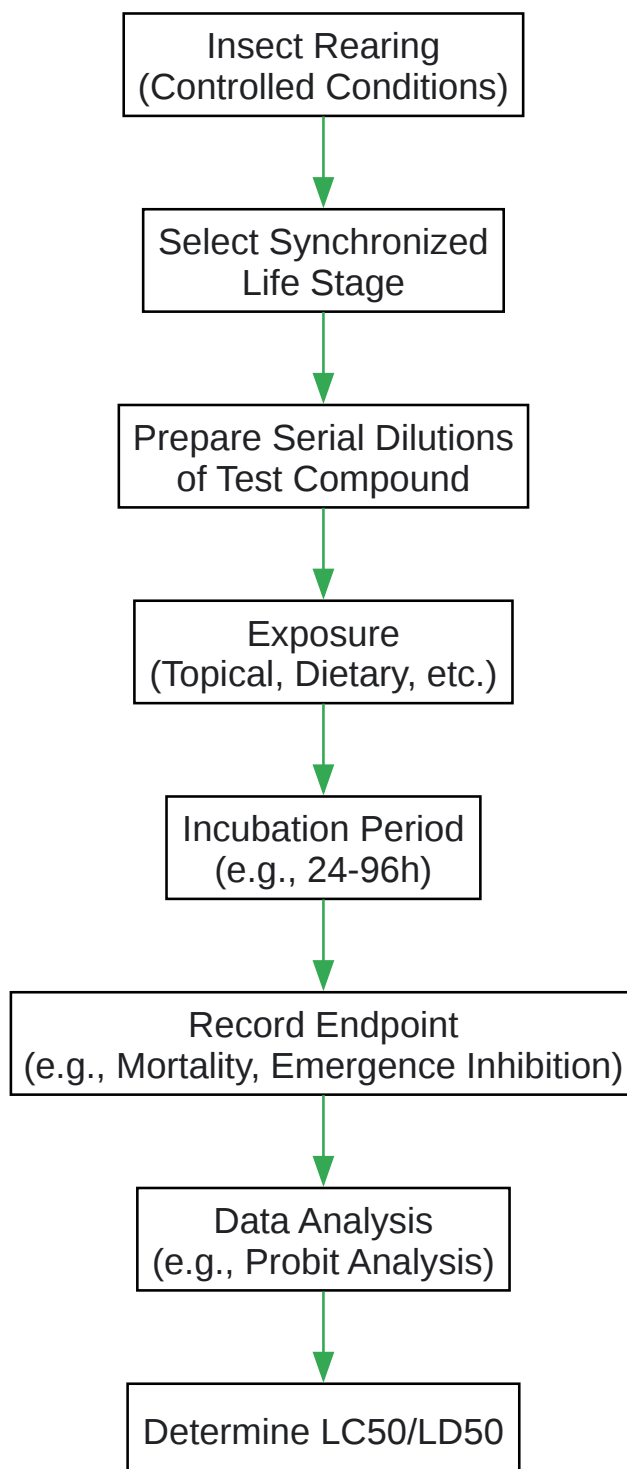 Insect Rearing
(Controlled Conditions)
Select Synchronized
Life Stage
Prepare Serial Dilutions
of Test Compound
Exposure
(Topical, Dietary, etc.)
Incubation Period
(e.g., 24-96h)
Record Endpoint
(e.g., Mortality, Emergence Inhibition)
Data Analysis
(e.g., Probit Analysis)
Determine LC50/LD50